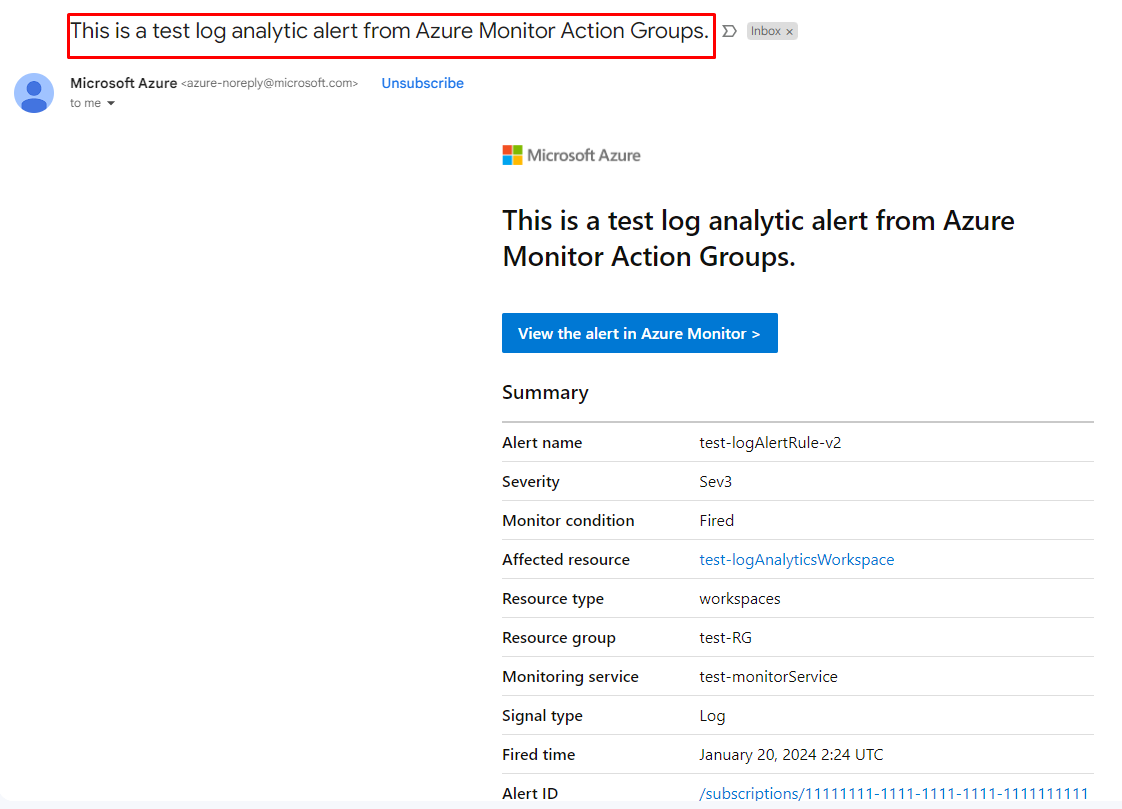 This is a test log analytic alert from Azure Monitor Action Groups. Inbox ×
Microsoft Azure <azure-noreply@microsoft.com> Unsubscribe
to me
Microsoft Azure
This is a test log analytic alert from Azure
Monitor Action Groups.
View the alert in Azure Monitor >
Summary
Alert name test-logAlertRule-v2
Severity Sev3
Monitor condition Fired
Affected resource test-logAnalyticsWorkspace
Resource type workspaces
Resource group test-RG
Monitoring service test-monitorService
Signal type Log
Fired time January 20, 2024 2:24 UTC
Alert ID /subscriptions/11111111-1111-1111-1111-1111111111